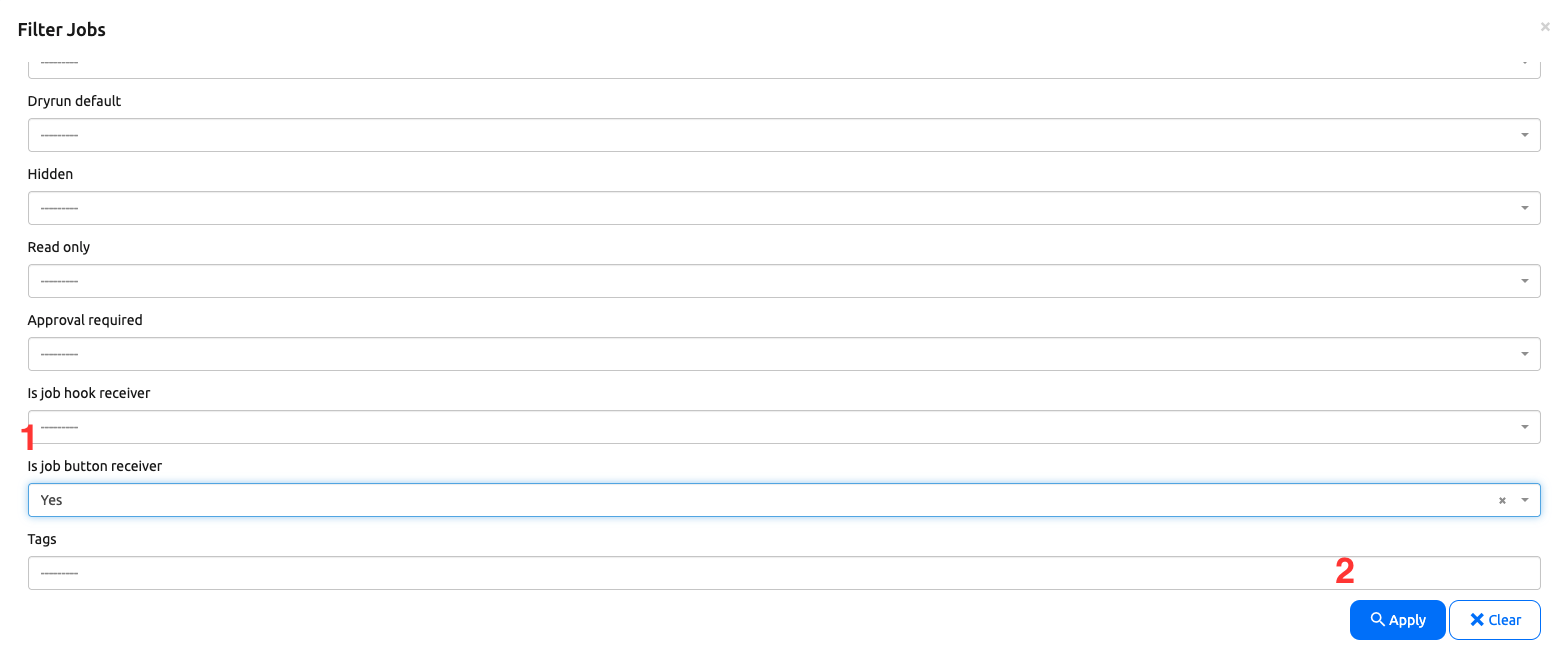 Filter Jobs
×
---------
Dryrun default
---------
Hidden
---------
Read only
---------
Approval required
---------
Is job hook receiver
---------
1
Is job button receiver
Yes ×
Tags
---------
2
Apply
Clear